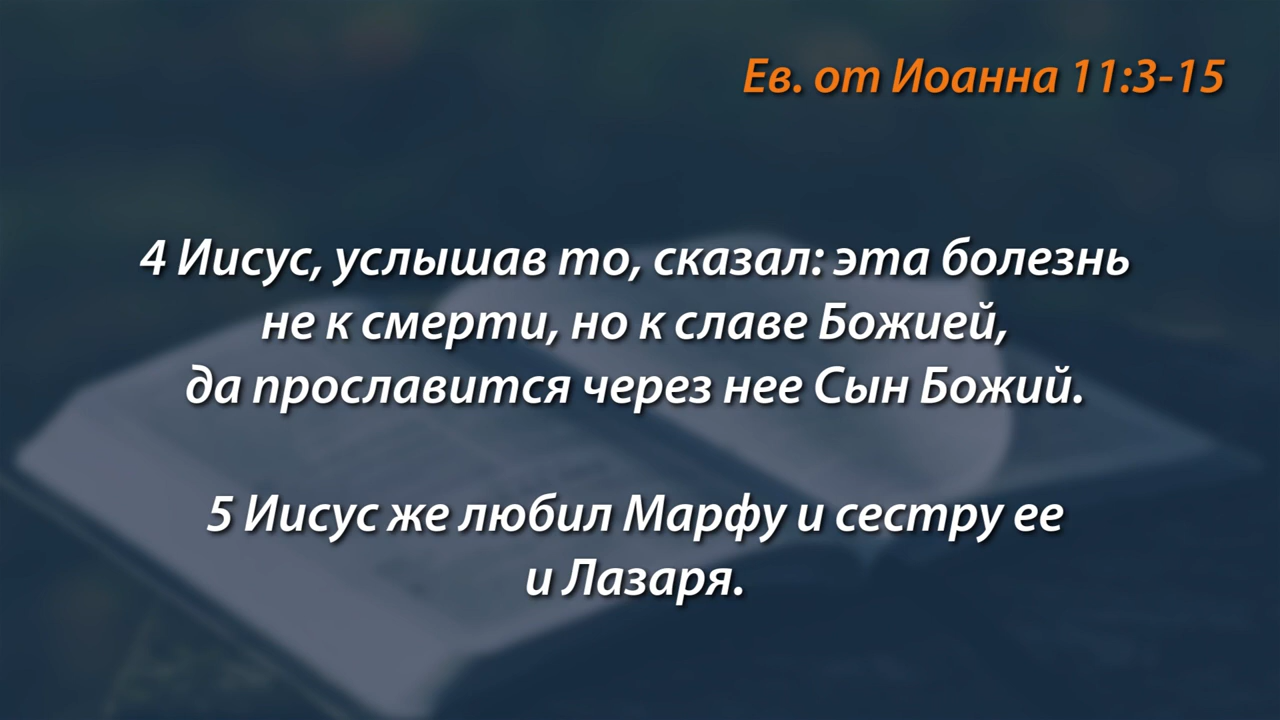 Ев. от Иоанна 11:3-15
4 Иисус, услышав то, сказал: эта болезнь
не к смерти, но к славе Божией,
да прославится через нее Сын Божий.
5 Иисус же любил Марфу и сестру ее
и Лазаря.